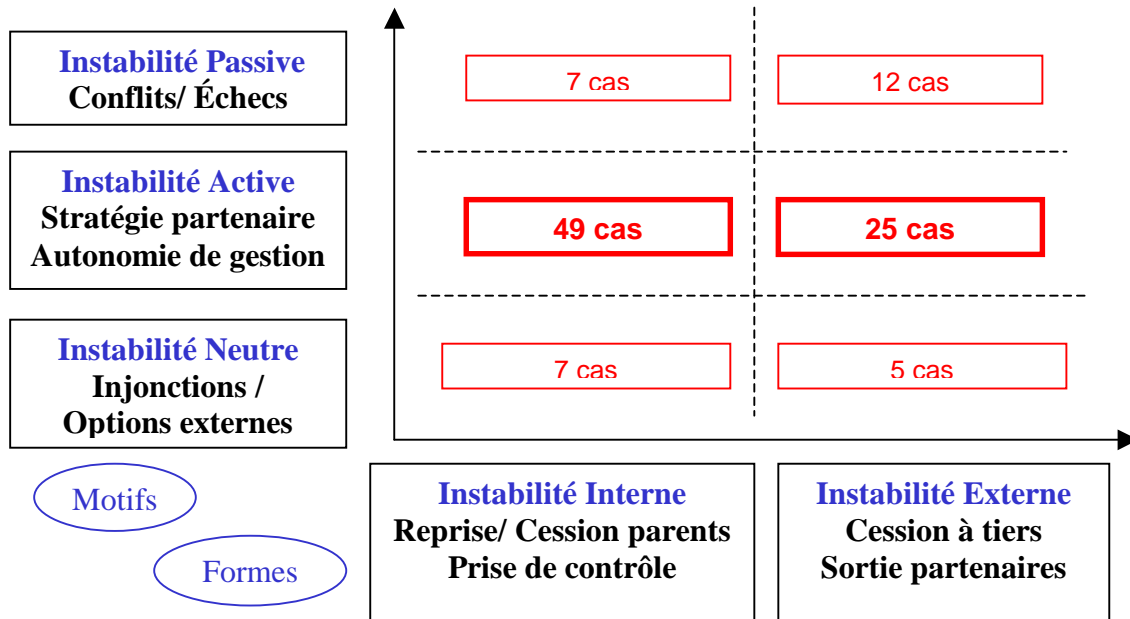 Instabilité Passive
Conflits/ Échecs
7 cas
12 cas
Instabilité Active
Stratégie partenaire
Autonomie de gestion
49 cas
25 cas
Instabilité Neutre
Injonctions /
Options externes
7 cas
5 cas
Motifs
Formes
Instabilité Interne
Reprise/ Cession parents
Prise de contrôle
Instabilité Externe
Cession à tiers
Sortie partenaires